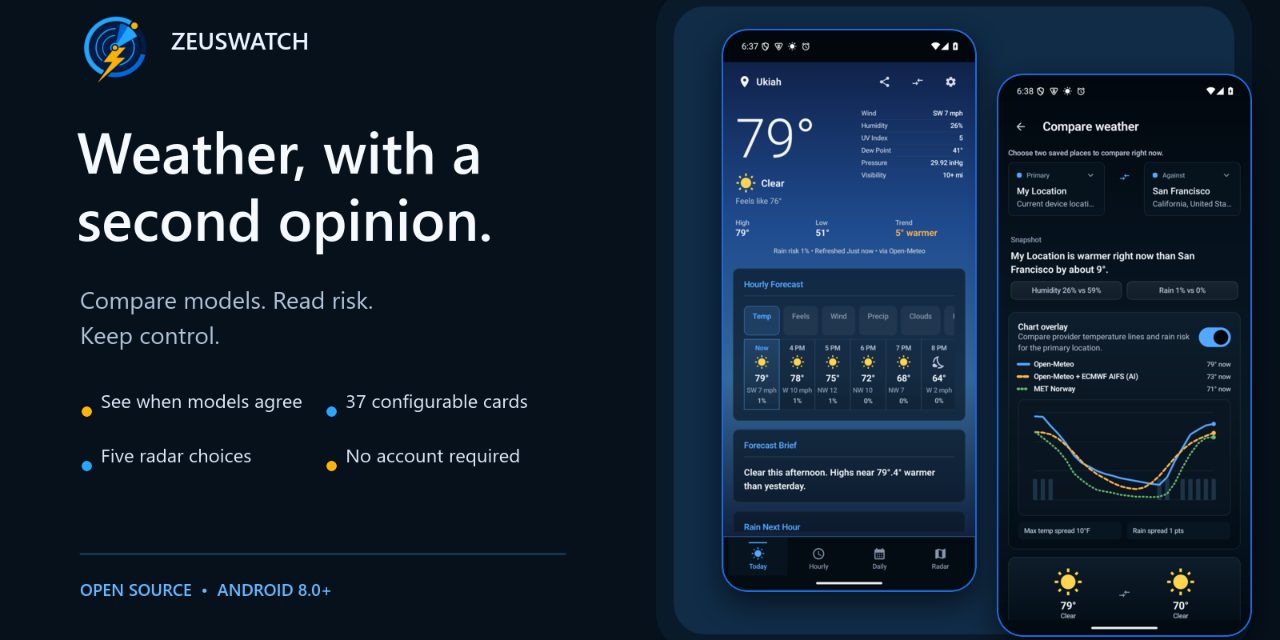 ZEUSWATCH
Weather, with a
second opinion.
Compare models. Read risk.
Keep control.
See when models agree
37 configurable cards
Five radar choices
No account required
OPEN SOURCE • ANDROID 8.0+
6:37
Ukiah
79°
Clear
Feels like 76°
Wind SW 7 mph
Humidity 26%
UV Index 5
Dew Point 41°
Pressure 29.92 inHg
Visibility 10+ mi
High Low Trend
79° 51° 5° warmer
Rain risk 1% • Refreshed Just now • via Open-Meteo
Hourly Forecast
Temp Feels Wind Precip Clouds
Now 4 PM 5 PM 6 PM 7 PM 8 PM
79° 78° 75° 72° 68° 64°
SW 7 mph W 10 mph NW 12 NW 10 NW 7 W 2 mph
1% 1% 1% 0% 0% 0%
Forecast Brief
Clear this afternoon. Highs near 79°.4° warmer
than yesterday.
Rain Next Hour
Today Hourly Daily Radar
6:38
Compare weather
Choose two saved places to compare right now.
Primary
My Location
Current device locati...
Against
San Francisco
California, United Sta...
Snapshot
My Location is warmer right now than San
Francisco by about 9°.
Humidity 26% vs 59% Rain 1% vs 0%
Chart overlay
Compare provider temperature lines and rain risk
for the primary location.
Open-Meteo 79° now
Open-Meteo + ECMWF AIFS (AI) 73° now
MET Norway 71° now
Max temp spread 10°F Rain spread 1 pts
79° 70°
Clear Clear